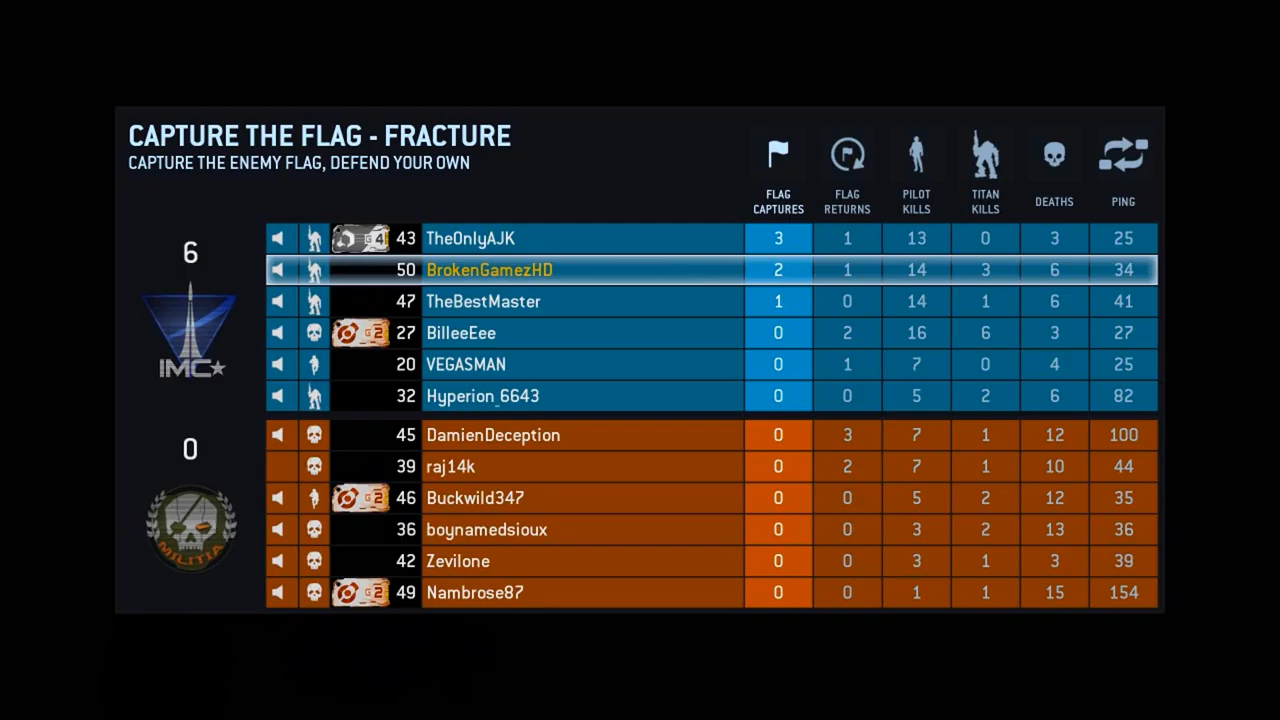 CAPTURE THE FLAG - FRACTURE
CAPTURE THE ENEMY FLAG, DEFEND YOUR OWN
FLAG CAPTURES FLAG RETURNS PILOT KILLS TITAN KILLS DEATHS PING
6
IMC
G4 43 TheOnlyAJK 3 1 13 0 3 25
50 BrokenGamezHD 2 1 14 3 6 34
47 TheBestMaster 1 0 14 1 6 41
G2 27 BilleeEee 0 2 16 6 3 27
20 VEGASMAN 0 1 7 0 4 25
32 Hyperion_6643 0 0 5 2 6 82
0
MILITIA
45 DamienDeception 0 3 7 1 12 100
39 raj14k 0 2 7 1 10 44
G2 46 Buckwild347 0 0 5 2 12 35
36 boynamedsioux 0 0 3 2 13 36
42 Zevilone 0 0 3 1 3 39
G2 49 Nambrose87 0 0 1 1 15 154